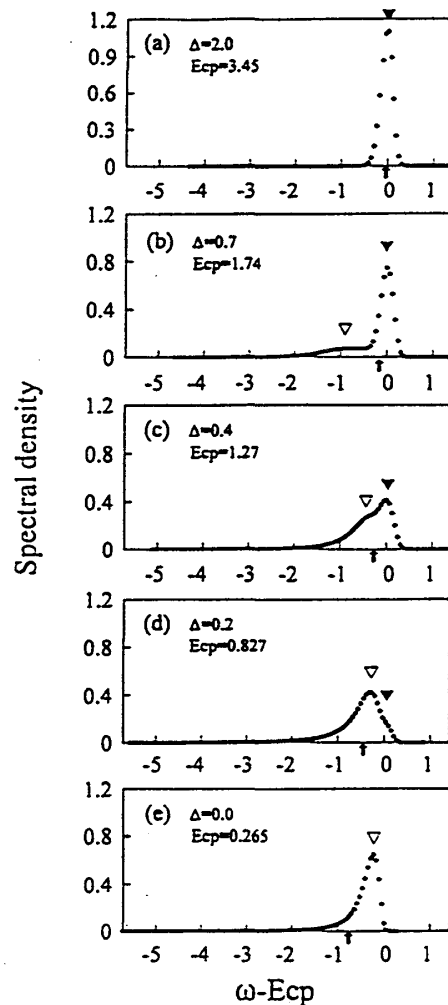 1.2
0.9
0.6
0.3
0
(a) Δ=2.0
Ecp=3.45
-5 -4 -3 -2 -1 0 1
1.2
0.8
0.4
0
(b) Δ=0.7
Ecp=1.74
-5 -4 -3 -2 -1 0 1
1.2
0.8
0.4
0
(c) Δ=0.4
Ecp=1.27
-5 -4 -3 -2 -1 0 1
1.2
0.8
0.4
0
(d) Δ=0.2
Ecp=0.827
-5 -4 -3 -2 -1 0 1
1.2
0.8
0.4
0
(e) Δ=0.0
Ecp=0.265
-5 -4 -3 -2 -1 0 1
Spectral density
ω-Ecp